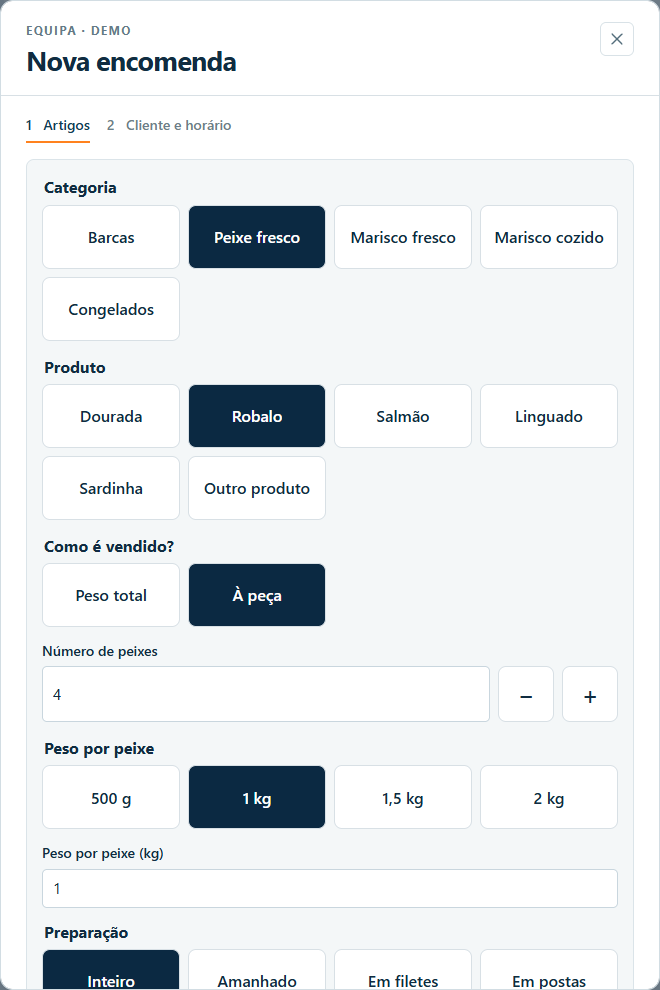 EQUIPA · DEMO
Nova encomenda
1 Artigos 2 Cliente e horário
Categoria
Barcas Peixe fresco Marisco fresco Marisco cozido
Congelados
Produto
Dourada Robalo Salmão Linguado
Sardinha Outro produto
Como é vendido?
Peso total À peça
Número de peixes
4 − +
Peso por peixe
500 g 1 kg 1,5 kg 2 kg
Peso por peixe (kg)
1
Preparação
Inteiro Amanhado Em filetes Em postas